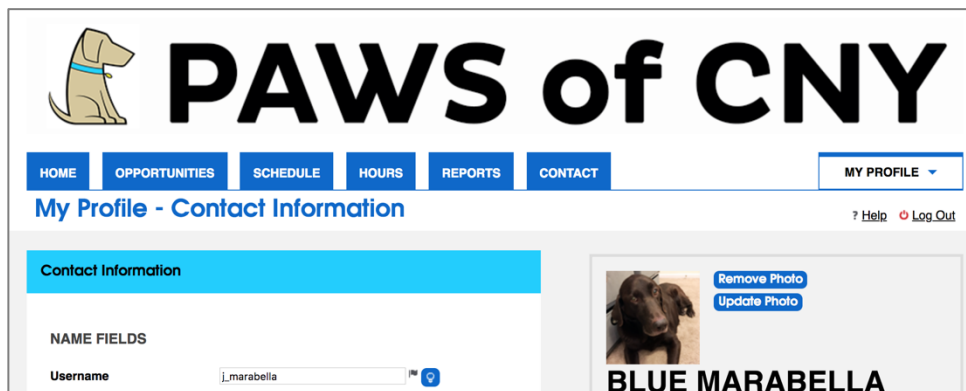 PAWS of CNY
HOME OPPORTUNITIES SCHEDULE HOURS REPORTS CONTACT MY PROFILE
My Profile - Contact Information
? Help Log Out
Contact Information
Remove Photo
Update Photo
NAME FIELDS
Username j_marabella
BLUE MARABELLA